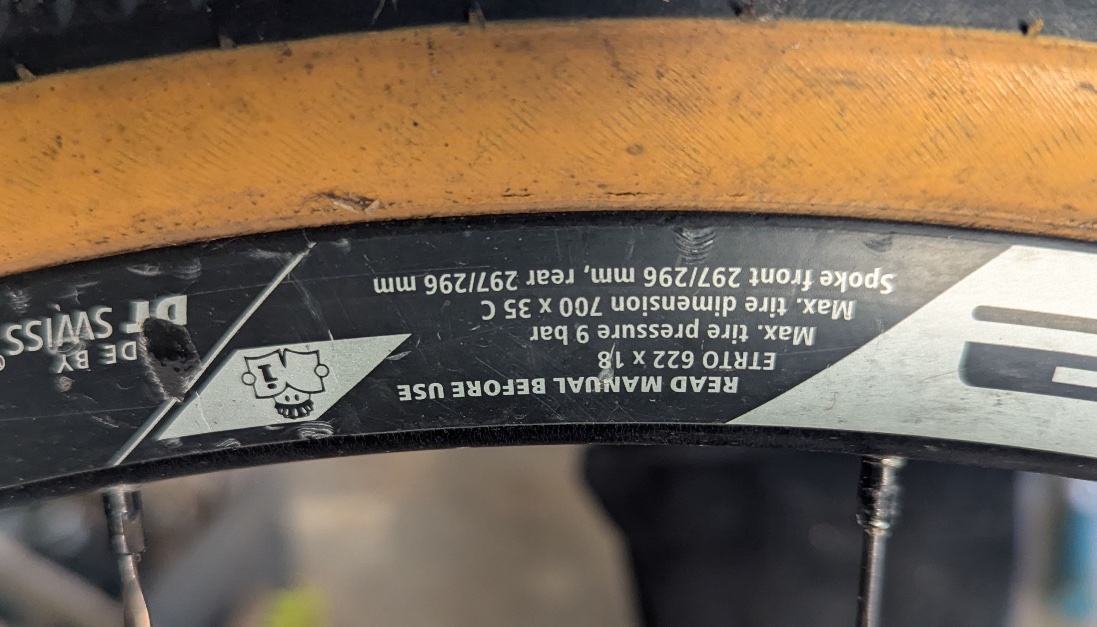 READ MANUAL BEFORE USE
ETRTO 622 x 18
Max. tire pressure 9 bar
Max. tire dimension 700 x 35 C
Spoke front 297/296 mm, rear 297/296 mm
i
DE BY
DT SWISS®